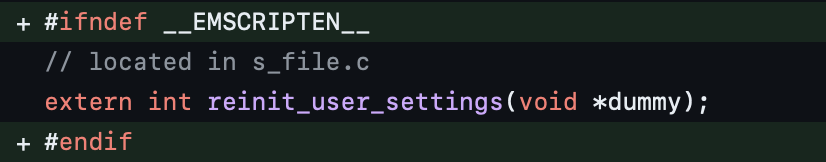 + #ifndef __EMSCRIPTEN__
// located in s_file.c
extern int reinit_user_settings(void *dummy);
+ #endif